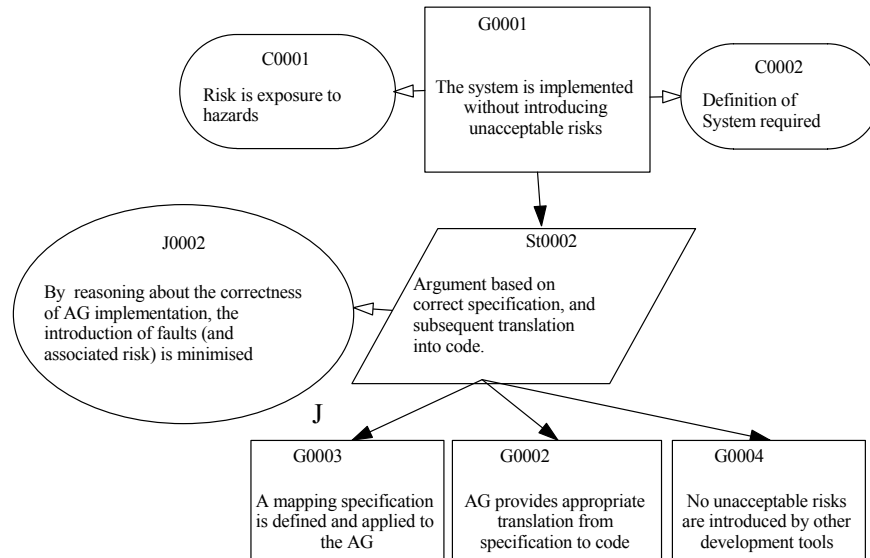 G0001
The system is implemented
without introducing
unacceptable risks
C0001
Risk is exposure to
hazards
C0002
Definition of
System required
St0002
Argument based on
correct specification, and
subsequent translation
into code.
J0002
By reasoning about the correctness
of AG implementation, the
introduction of faults (and
associated risk) is minimised
J
G0003
A mapping specification
is defined and applied to
the AG
G0002
AG provides appropriate
translation from
specification to code
G0004
No unacceptable risks
are introduced by other
development tools